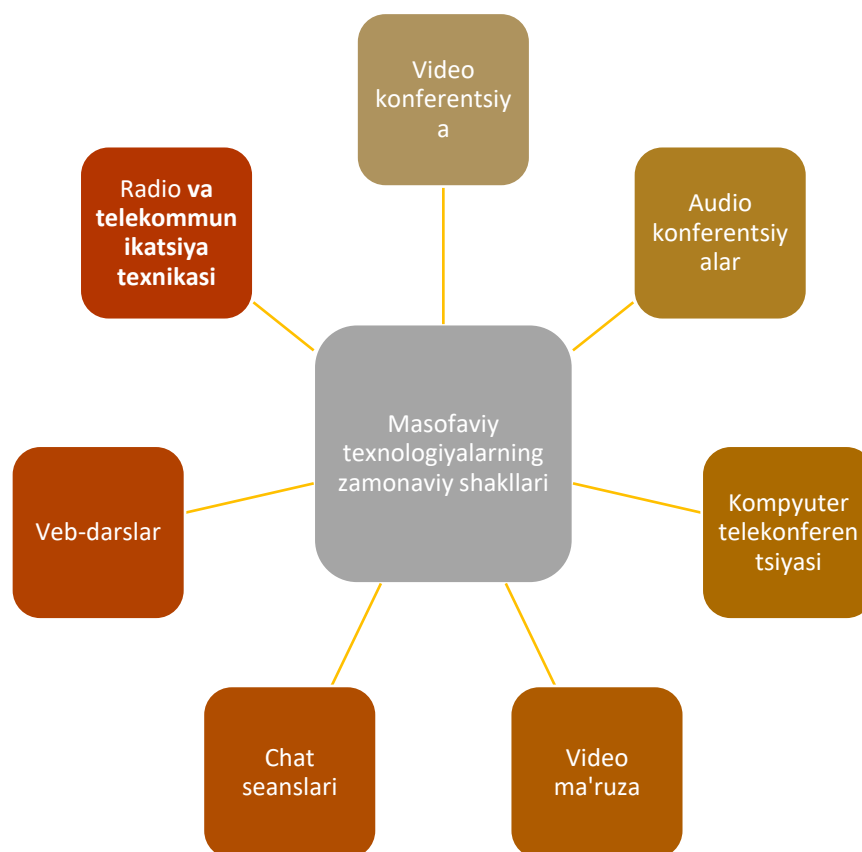 Video
konferentsiy
a
Radio va
telekommun
ikatsiya
texnikasi
Audio
konferentsiy
alar
Masofaviy
texnologiyalarning
zamonaviy shakllari
Veb-darslar
Kompyuter
telekonferen
tsiyasi
Chat
seanslari
Video
ma'ruza